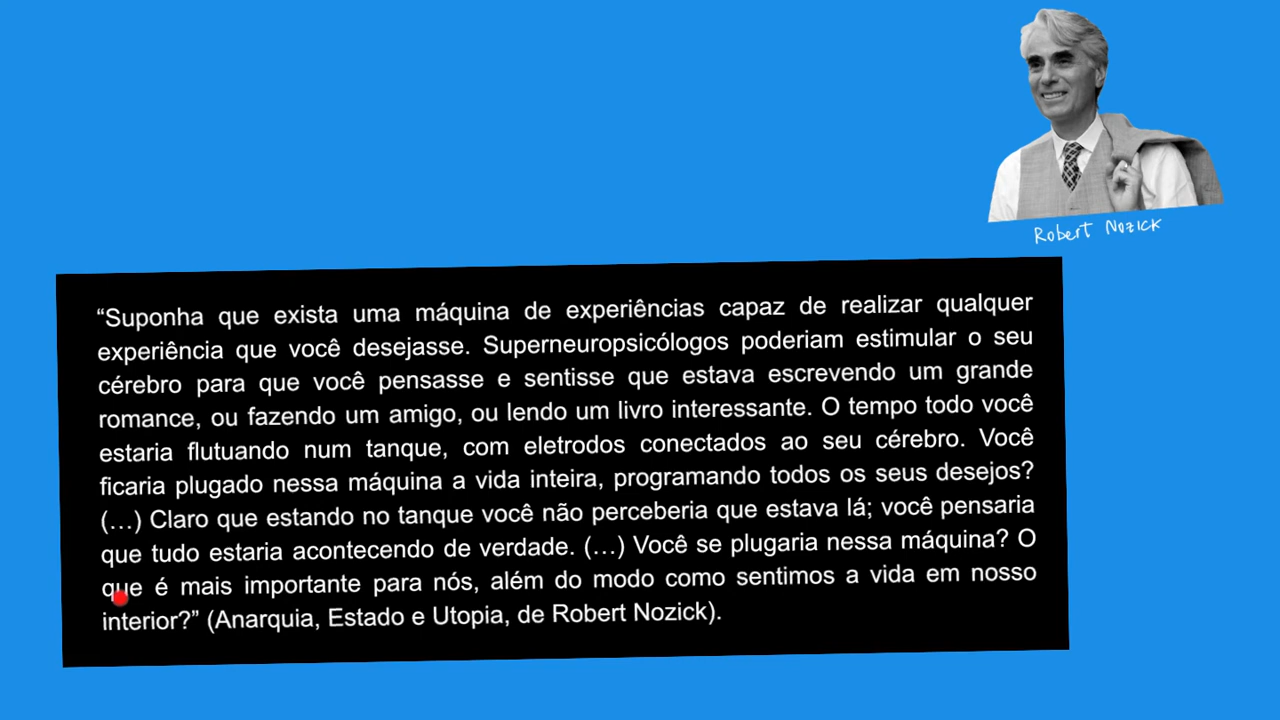 Robert Nozick
“Suponha que exista uma máquina de experiências capaz de realizar qualquer
experiência que você desejasse. Superneuropsicólogos poderiam estimular o seu
cérebro para que você pensasse e sentisse que estava escrevendo um grande
romance, ou fazendo um amigo, ou lendo um livro interessante. O tempo todo você
estaria flutuando num tanque, com eletrodos conectados ao seu cérebro. Você
ficaria plugado nessa máquina a vida inteira, programando todos os seus desejos?
(…) Claro que estando no tanque você não perceberia que estava lá; você pensaria
que tudo estaria acontecendo de verdade. (…) Você se plugaria nessa máquina? O
que é mais importante para nós, além do modo como sentimos a vida em nosso
interior?” (Anarquia, Estado e Utopia, de Robert Nozick).